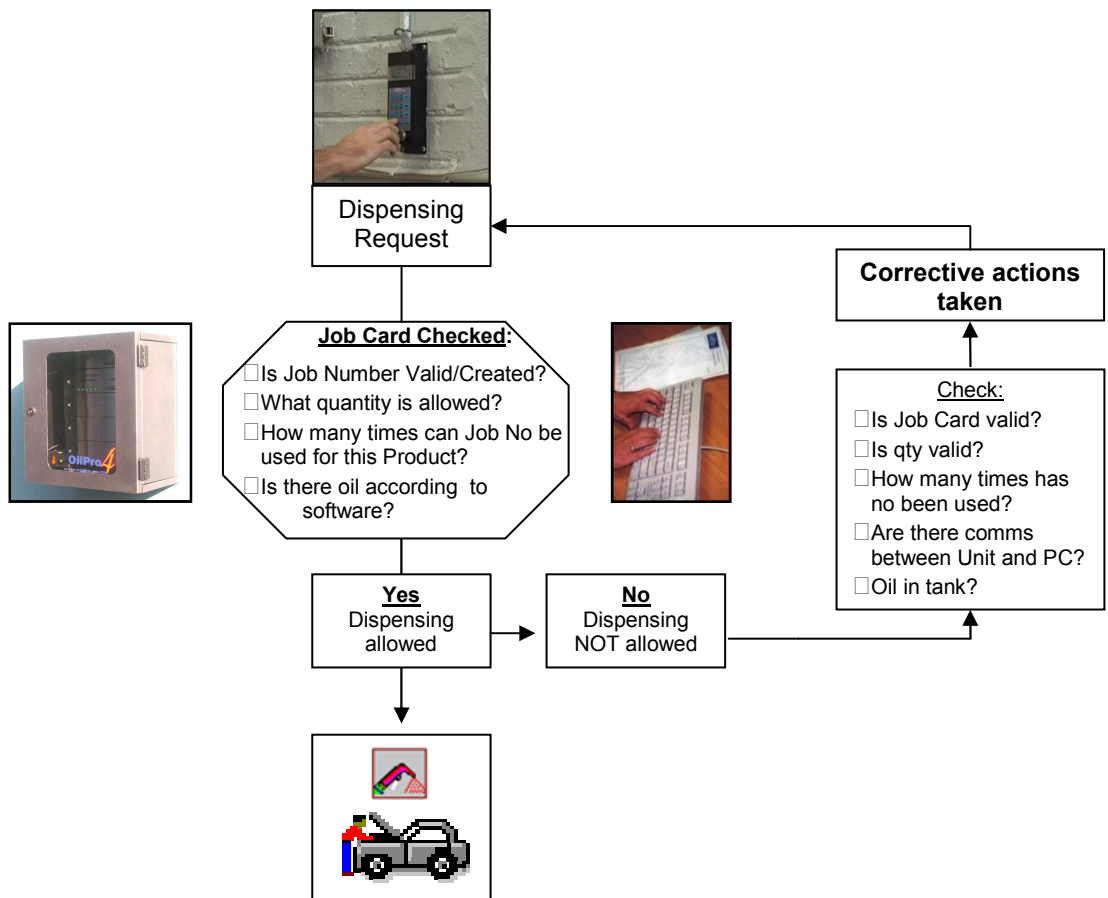 Dispensing
Request
Corrective actions
taken
Job Card Checked:
Is Job Number Valid/Created?
What quantity is allowed?
How many times can Job No be
used for this Product?
Is there oil according to
software?
OilPro4
Check:
Is Job Card valid?
Is qty valid?
How many times has
no been used?
Are there comms
between Unit and PC?
Oil in tank?
Yes
Dispensing
allowed
No
Dispensing
NOT allowed